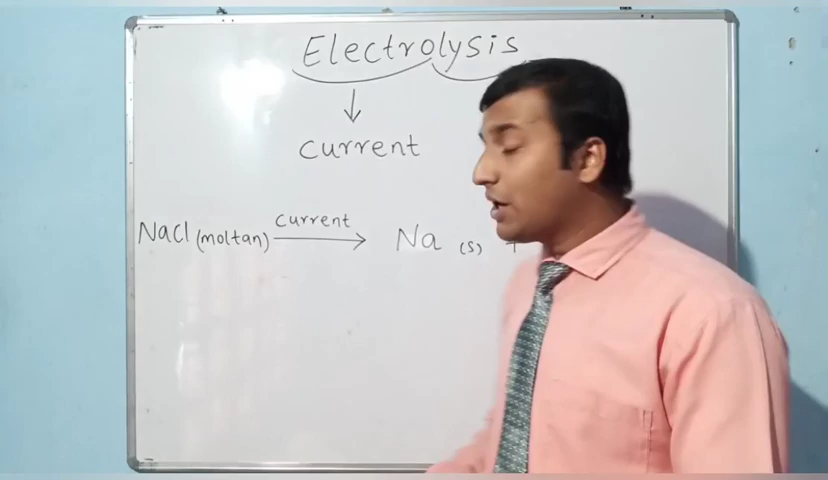 Electrolysis
current
current
NaCl (moltan) → Na (s) +